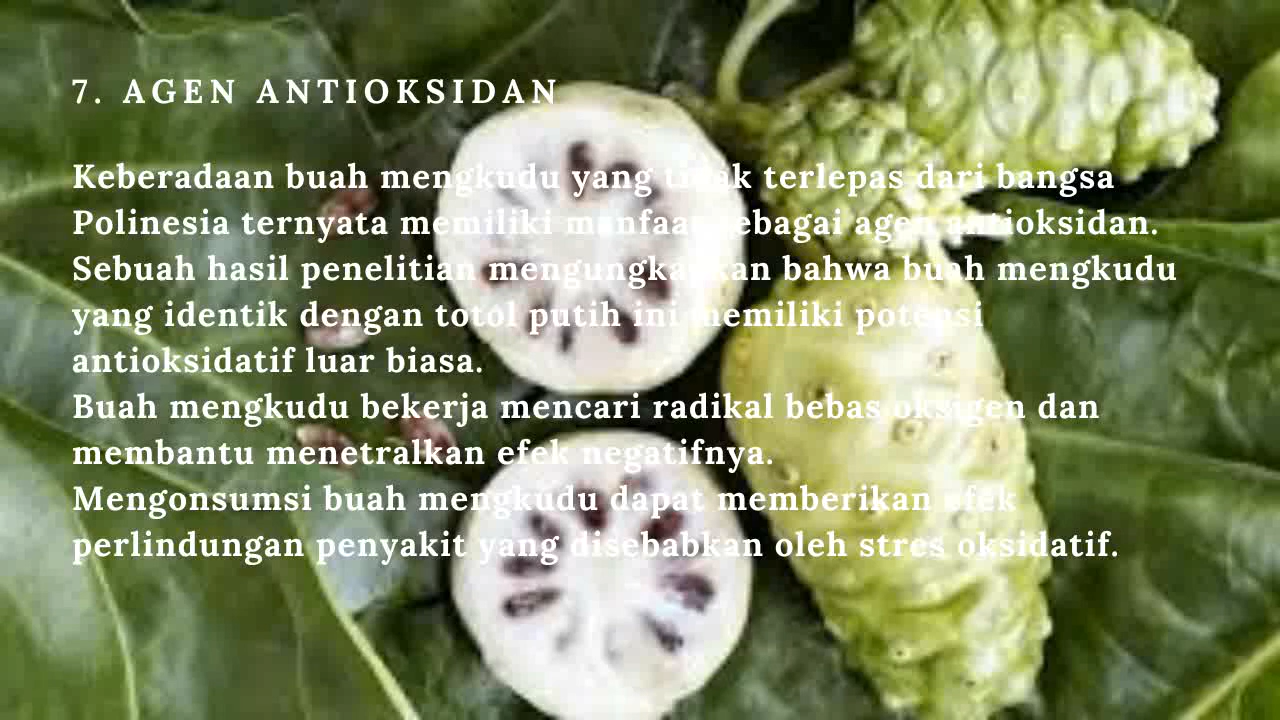 7. AGEN ANTIOKSIDAN
Keberadaan buah mengkudu yang tidak terlepas dari bangsa
Polinesia ternyata memiliki manfaat sebagai agen antioksidan.
Sebuah hasil penelitian mengungkapkan bahwa buah mengkudu
yang identik dengan totol putih ini memiliki potensi
antioksidatif luar biasa.
Buah mengkudu bekerja mencari radikal bebas oksigen dan
membantu menetralkan efek negatifnya.
Mengonsumsi buah mengkudu dapat memberikan efek
perlindungan penyakit yang disebabkan oleh stres oksidatif.